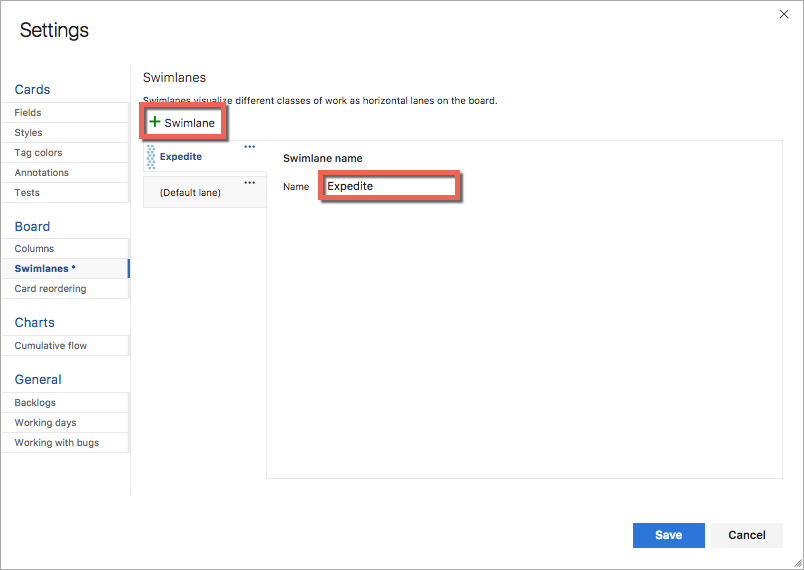 Settings
Cards
Fields
Styles
Tag colors
Annotations
Tests
Board
Columns
Swimlanes *
Card reordering
Charts
Cumulative flow
General
Backlogs
Working days
Working with bugs
Swimlanes
Swimlanes visualize different classes of work as horizontal lanes on the board.
+ Swimlane
Expedite
(Default lane)
Swimlane name
Name Expedite
Save Cancel